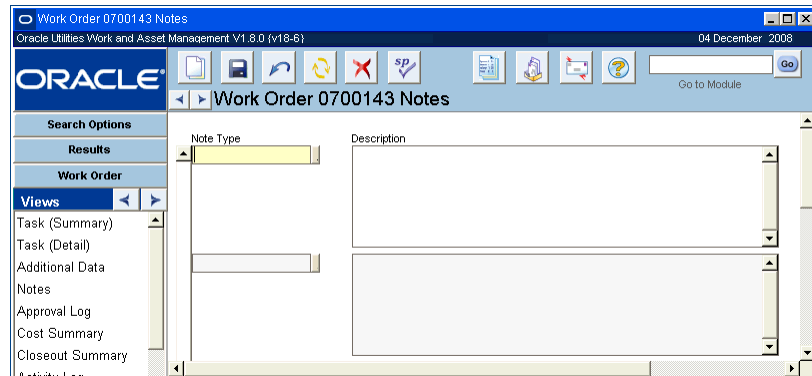 Work Order 0700143 Notes
Oracle Utilities Work and Asset Management V1.8.0 (v18-6)
04 December 2008
ORACLE®
sp
Go
Go to Module
Work Order 0700143 Notes
Search Options
Results
Work Order
Views
Note Type
Description
Task (Summary)
Task (Detail)
Additional Data
Notes
Approval Log
Cost Summary
Closeout Summary